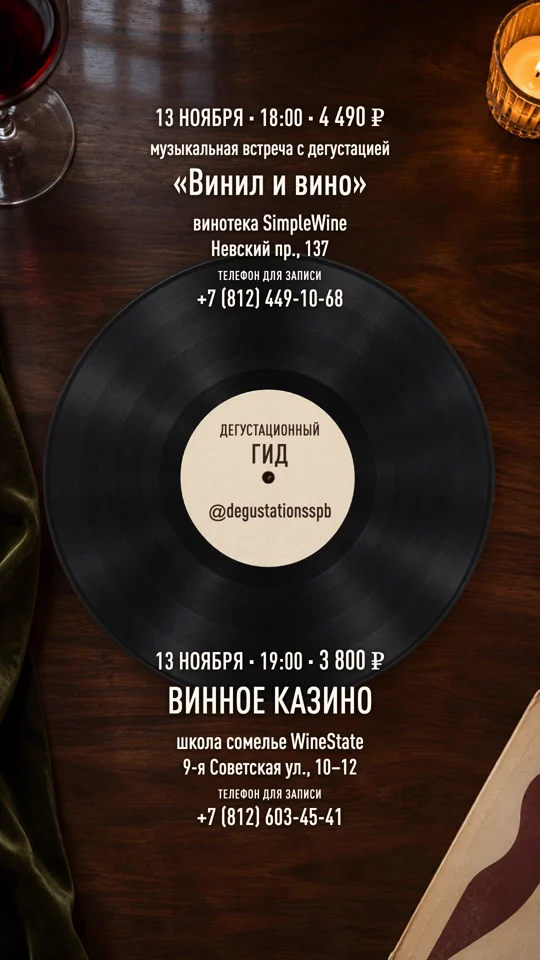 13 НОЯБРЯ · 18:00 · 4 490 ₽
музыкальная встреча с дегустацией
«Винил и вино»
винотека SimpleWine
Невский пр., 137
ТЕЛЕФОН ДЛЯ ЗАПИСИ
+7 (812) 449-10-68
ДЕГУСТАЦИОННЫЙ
ГИД
@degustationsspb
13 НОЯБРЯ · 19:00 · 3 800 ₽
ВИННОЕ КАЗИНО
школа сомелье WineState
9-я Советская ул., 10–12
ТЕЛЕФОН ДЛЯ ЗАПИСИ
+7 (812) 603-45-41